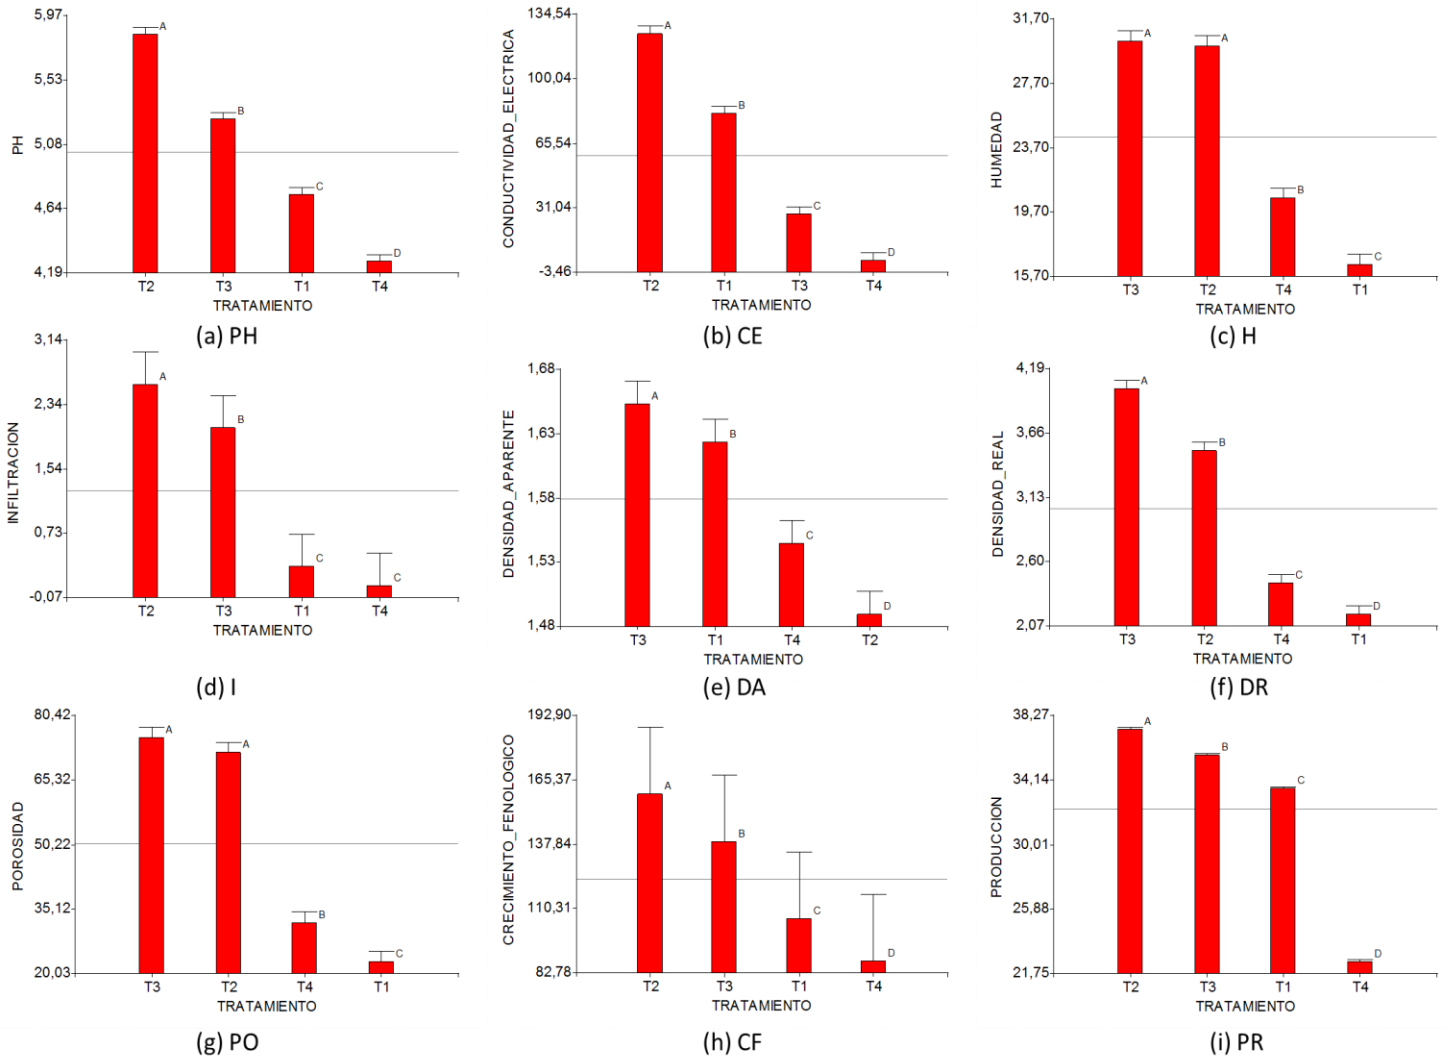 5,97
5,53
5,08
4,64
4,19
PH
A
B
C
D
T2 T3 T1 T4
TRATAMIENTO
(a) PH
134,54
100,04
65,54
31,04
-3,46
CONDUCTIVIDAD_ELECTRICA
A
B
C
D
T2 T1 T3 T4
TRATAMIENTO
(b) CE
31,70
27,70
23,70
19,70
15,70
HUMEDAD
A
A
B
C
T3 T2 T4 T1
TRATAMIENTO
(c) H
3,14
2,34
1,54
0,73
-0,07
INFILTRACION
A
B
C
C
T2 T3 T1 T4
TRATAMIENTO
(d) I
1,68
1,63
1,58
1,53
1,48
DENSIDAD_APARENTE
A
B
C
D
T3 T1 T4 T2
TRATAMIENTO
(e) DA
4,19
3,66
3,13
2,60
2,07
DENSIDAD_REAL
A
B
C
D
T3 T2 T4 T1
TRATAMIENTO
(f) DR
80,42
65,32
50,22
35,12
20,03
POROSIDAD
A
A
B
C
T3 T2 T4 T1
TRATAMIENTO
(g) PO
192,90
165,37
137,84
110,31
82,78
CRECIMIENTO_FENOLOGICO
A
B
C
D
T2 T3 T1 T4
TRATAMIENTO
(h) CF
38,27
34,14
30,01
25,88
21,75
PRODUCCION
A
B
C
D
T2 T3 T1 T4
TRATAMIENTO
(i) PR